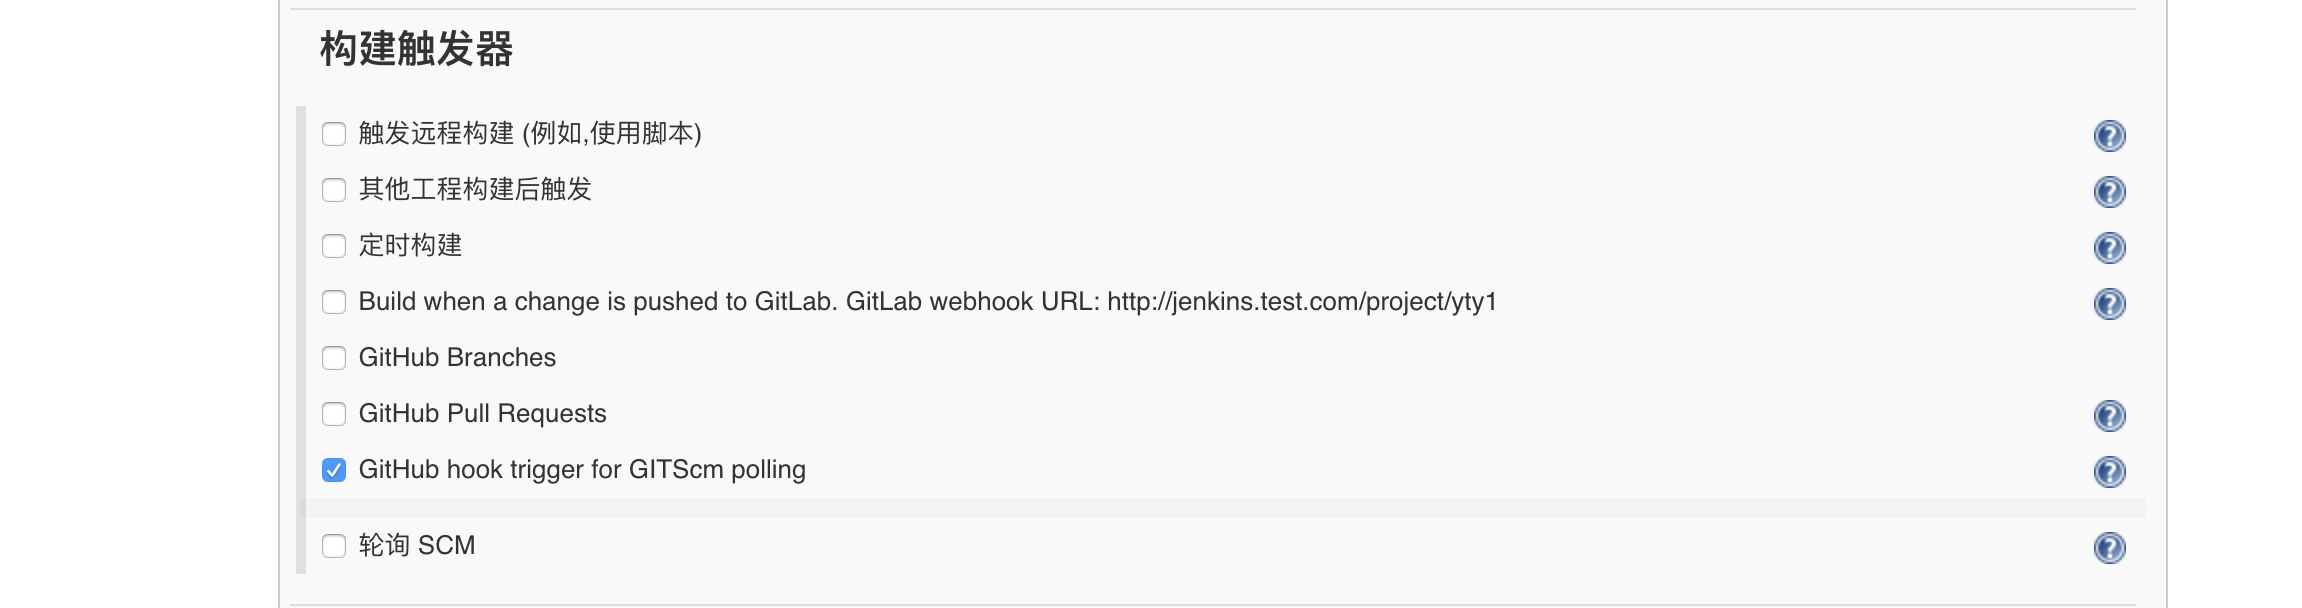 构建触发器
触发远程构建 (例如,使用脚本)
其他工程构建后触发
定时构建
Build when a change is pushed to GitLab. GitLab webhook URL: http://jenkins.test.com/project/yty1
GitHub Branches
GitHub Pull Requests
GitHub hook trigger for GITScm polling
轮询 SCM